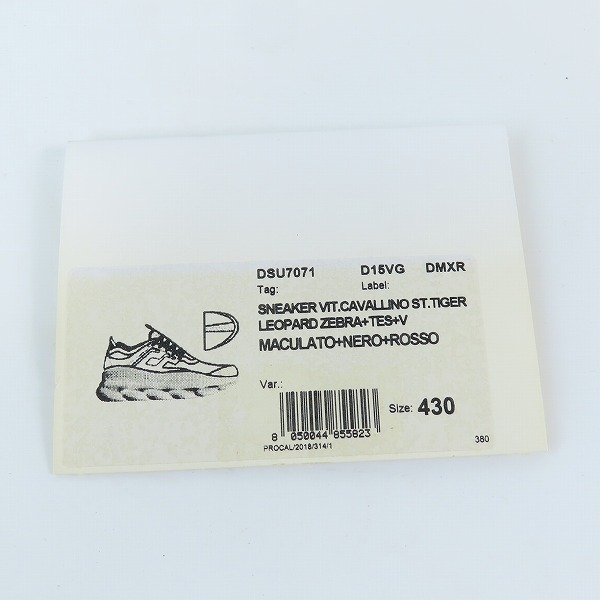 DSU7071 D15VG DMXR
Tag: Label:
SNEAKER VIT.CAVALLINO ST.TIGER
LEOPARD ZEBRA+TES+V
MACULATO+NERO+ROSSO
Var.:
Size: 430
8 050044 855823
PROCAL/2018/314/1
380